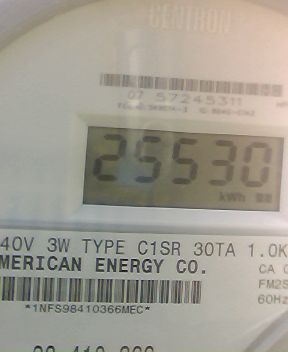 CENTRON
07 57245311
25530
kWh
40V 3W TYPE C1SR 30TA 1.0K
MERICAN ENERGY CO.
CA
FM2S
60Hz
*1NFS98410366MEC*